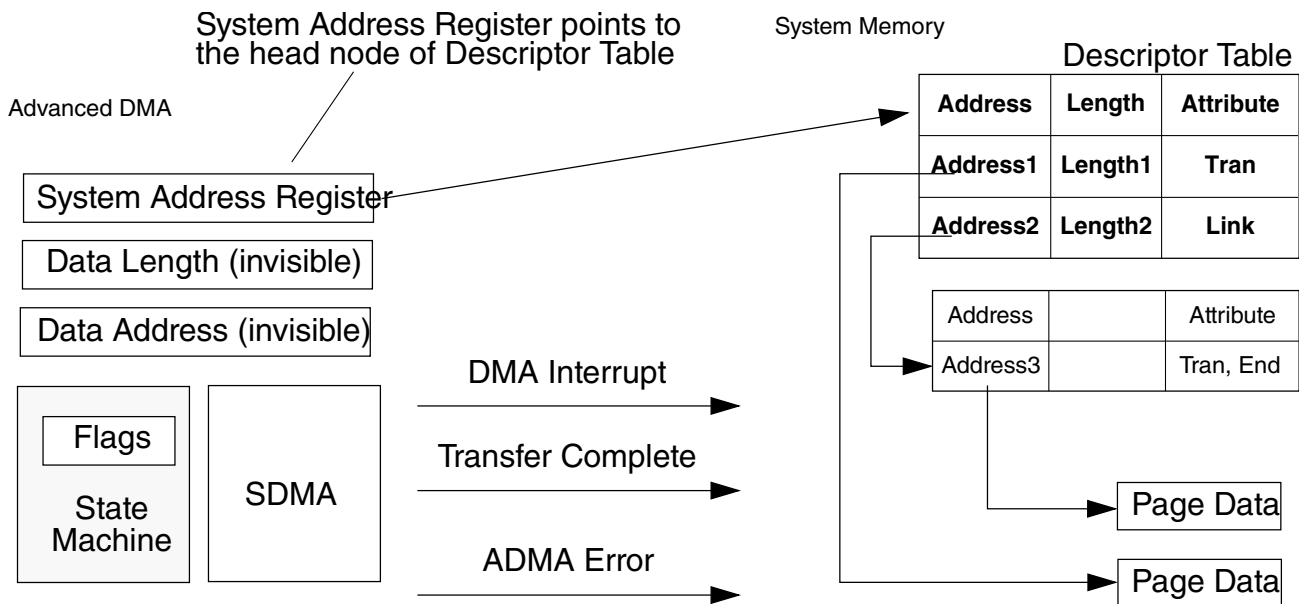 System Address Register points to
the head node of Descriptor Table
System Memory
Descriptor Table
Advanced DMA
Address Length Attribute
Address1 Length1 Tran
Address2 Length2 Link
System Address Register
Data Length (invisible)
Data Address (invisible)
Address Attribute
Address3 Tran, End
DMA Interrupt
Flags
State
Machine
SDMA
Transfer Complete
ADMA Error
Page Data
Page Data